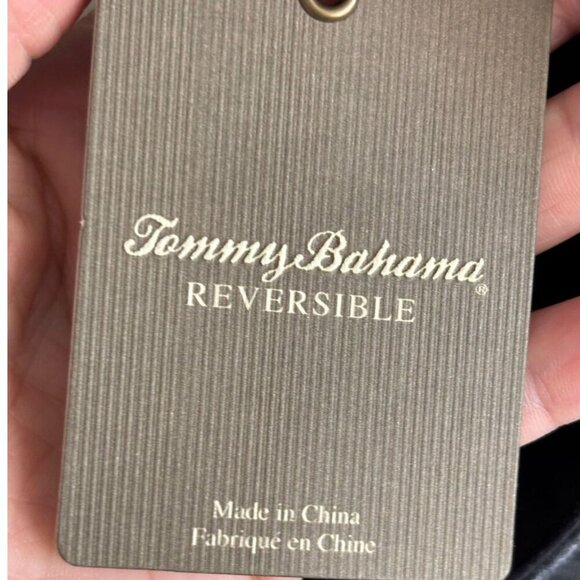 Tommy Bahama®
REVERSIBLE
Made in China
Fabriqué en Chine